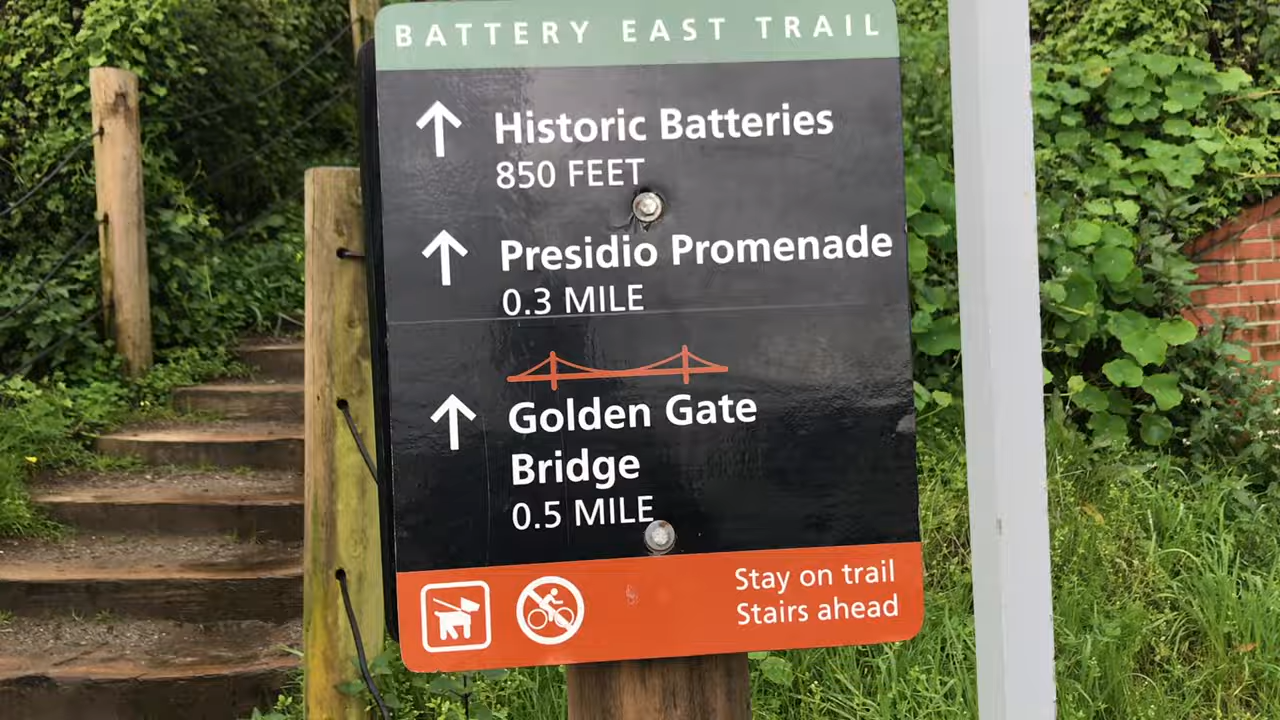 BATTERY EAST TRAIL
Historic Batteries
850 FEET
Presidio Promenade
0.3 MILE
Golden Gate
Bridge
0.5 MILE
Stay on trail
Stairs ahead